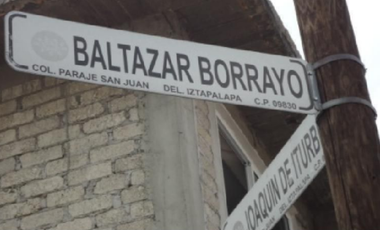 BALTAZAR BORRAYO
COL. PARAJE SAN JUAN DEL. IZTAPALAPA C.P. 09830
JOAQUIN DE ITURB